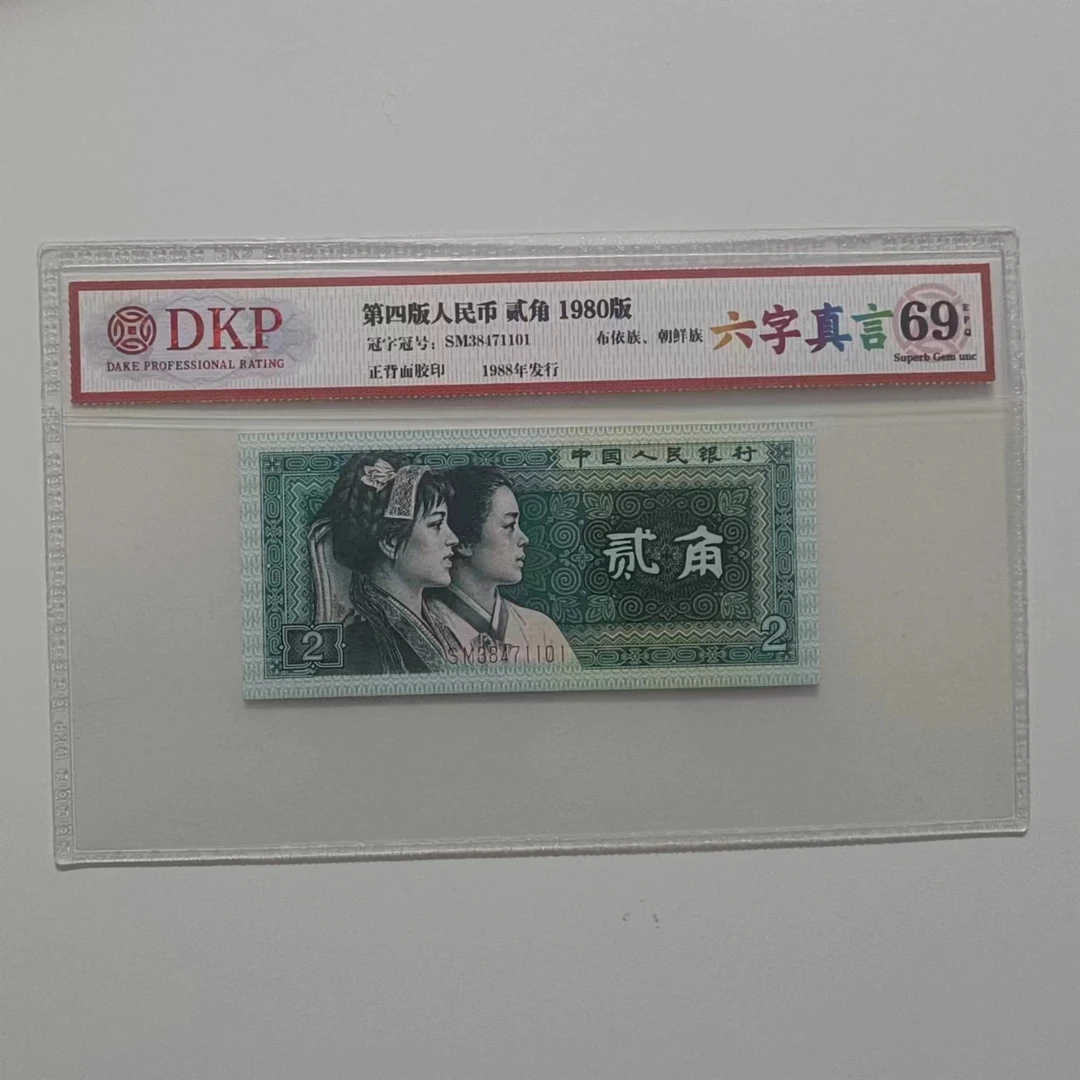 DKP
DAKE PROFESSIONAL RATING
第四版人民币 贰角 1980版
冠字冠号：SM38471101
布依族、朝鲜族
正背面胶印 1988年发行
六字真言
69
EPQ
Superb Gem unc
中国人民银行
贰角
2
SM38471101
2